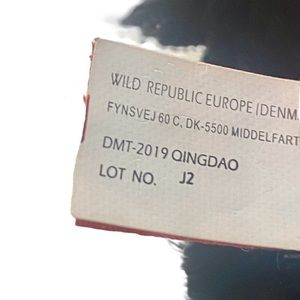 WILD REPUBLIC EUROPE (DENM
FYNSVEJ 60 C, DK-5500 MIDDELFART
DMT-2019 QINGDAO
LOT NO. J2